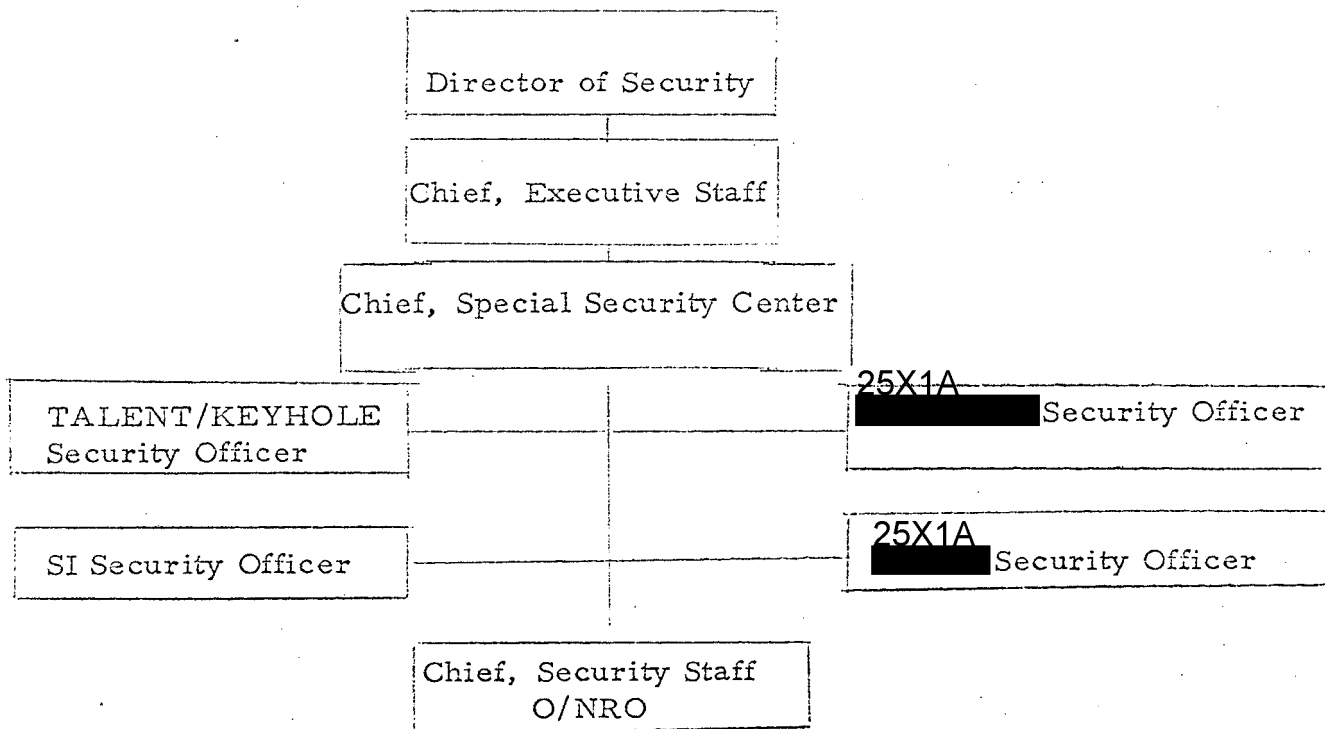 Director of Security
Chief, Executive Staff
Chief, Special Security Center
TALENT/KEYHOLE
Security Officer
25X1A
Security Officer
SI Security Officer
25X1A
Security Officer
Chief, Security Staff
O/NRO